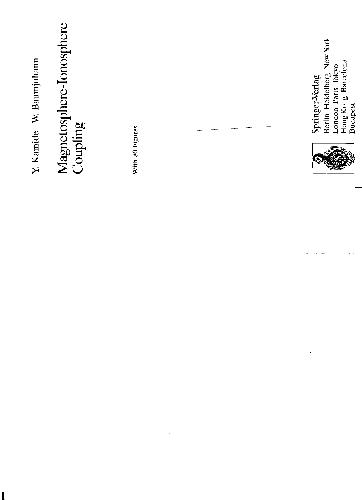 Y. Kamide W. Baumjohann
Magnetosphere-Ionosphere
Coupling
With 89 Figures
Springer-Verlag
Berlin Heidelberg New York
London Paris Tokyo
Hong Kong Barcelona
Budapest